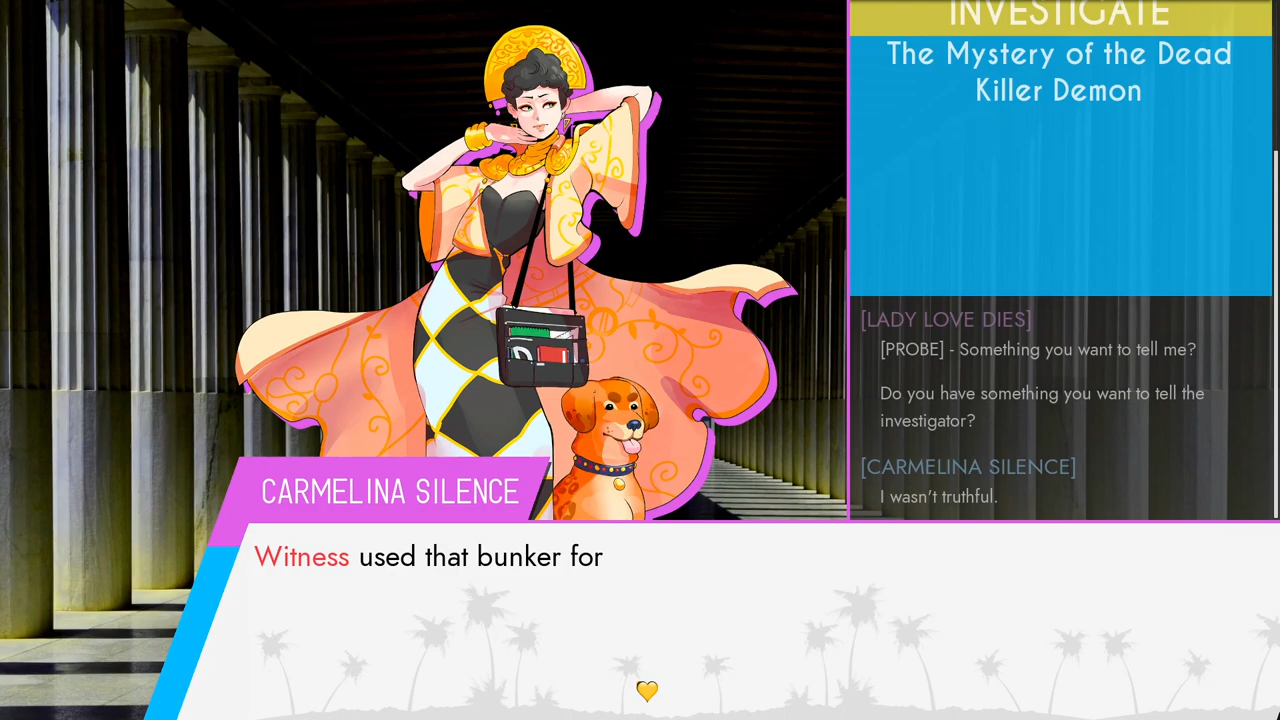 INVESTIGATE
The Mystery of the Dead
Killer Demon
[LADY LOVE DIES]
[PROBE] - Something you want to tell me?
Do you have something you want to tell the
investigator?
[CARMELINA SILENCE]
I wasn't truthful.
CARMELINA SILENCE
Witness used that bunker for